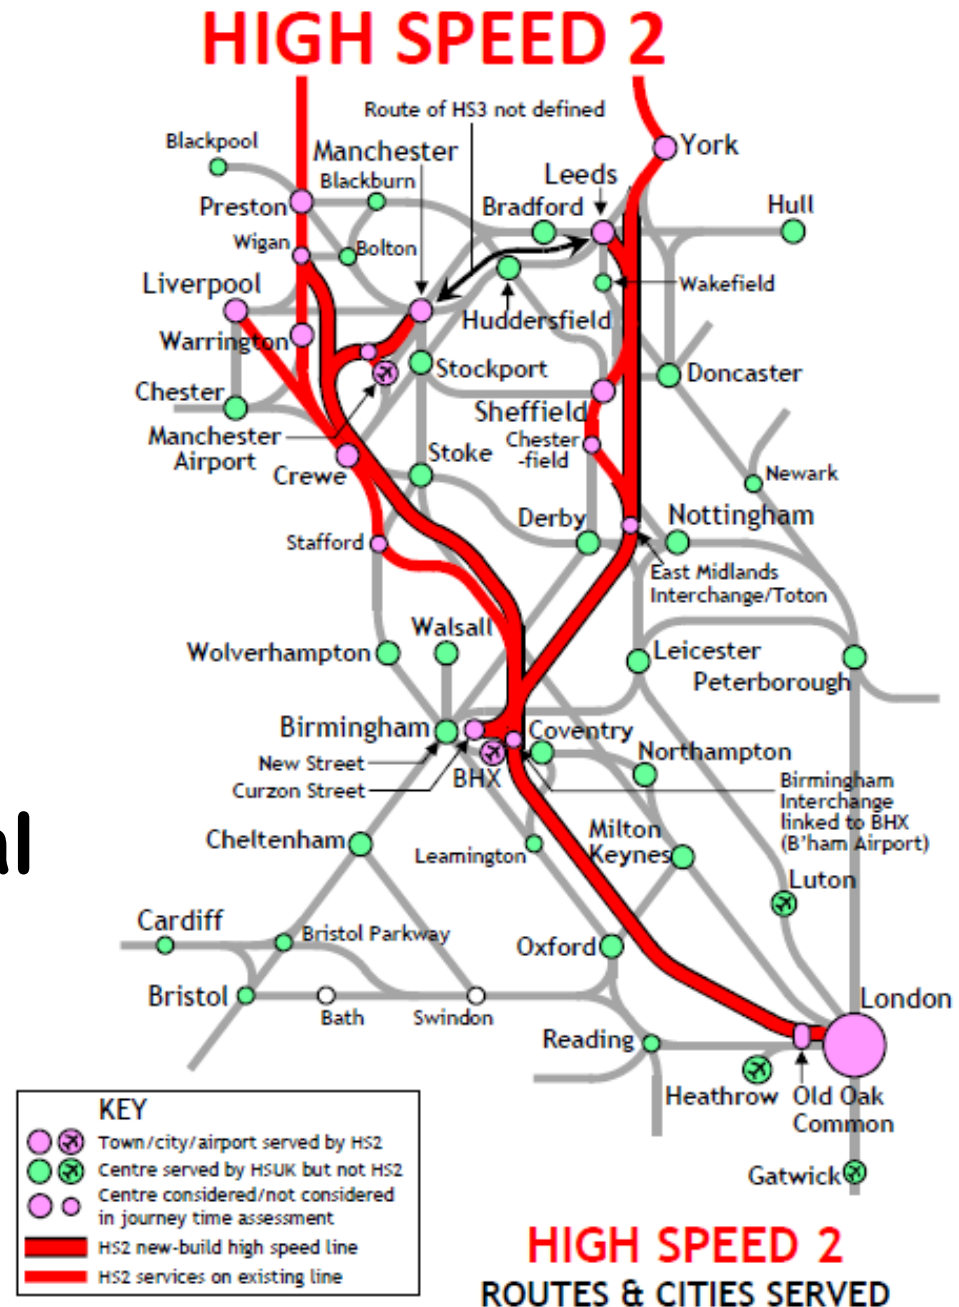 HIGH SPEED 2
Route of HS3 not defined
Blackpool
Manchester
York
Blackburn
Leeds
Preston
Bradford
Hull
Wigan
Bolton
Liverpool
Wakefield
Huddersfield
Warrington
Stockport
Doncaster
Chester
Sheffield
Manchester
Airport
Chester
-field
Crewe
Stoke
Newark
Derby
Nottingham
Stafford
East Midlands
Interchange/Toton
Walsall
Wolverhampton
Leicester
Peterborough
Birmingham
Coventry
New Street
BHX
Northampton
Curzon Street
Birmingham
Interchange
linked to BHX
(B'ham Airport)
Cheltenham
Milton
Keynes
Leamington
al
Luton
Cardiff
Bristol Parkway
Oxford
Bristol
London
Bath
Swindon
Reading
Heathrow
Old Oak
Common
Gatwick
KEY
Town/city/airport served by HS2
Centre served by HSUK but not HS2
Centre considered/not considered
in journey time assessment
HS2 new-build high speed line
HS2 services on existing line
HIGH SPEED 2
ROUTES & CITIES SERVED